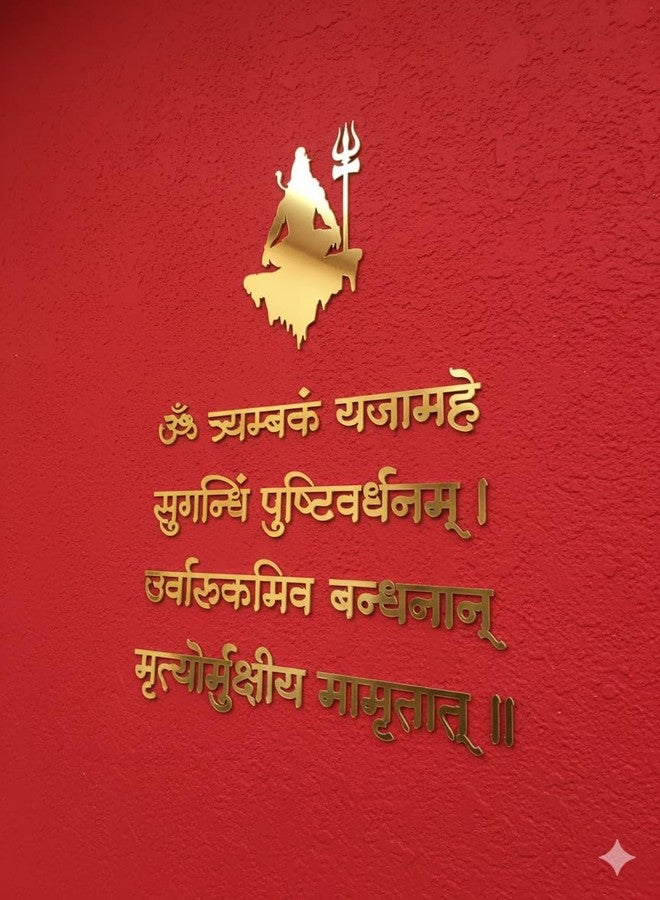 ॐ त्र्यम्बकं यजामहे
सुगन्धिं पुष्टिवर्धनम् ।
उर्वारुकमिव बन्धनान्
मृत्योर्मुक्षीय मामृतात् ॥